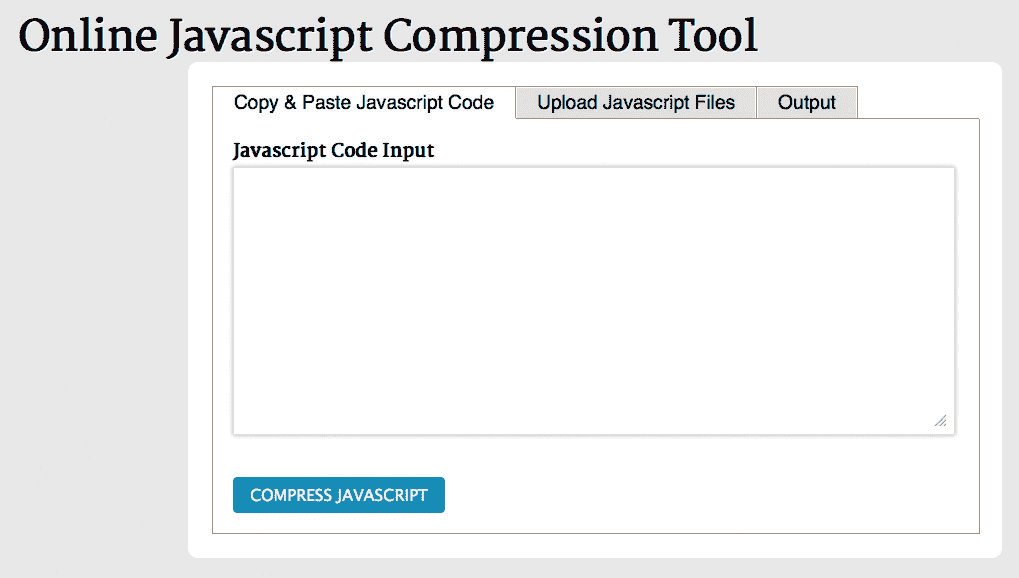 Online Javascript Compression Tool
Copy & Paste Javascript Code Upload Javascript Files Output
Javascript Code Input
COMPRESS JAVASCRIPT